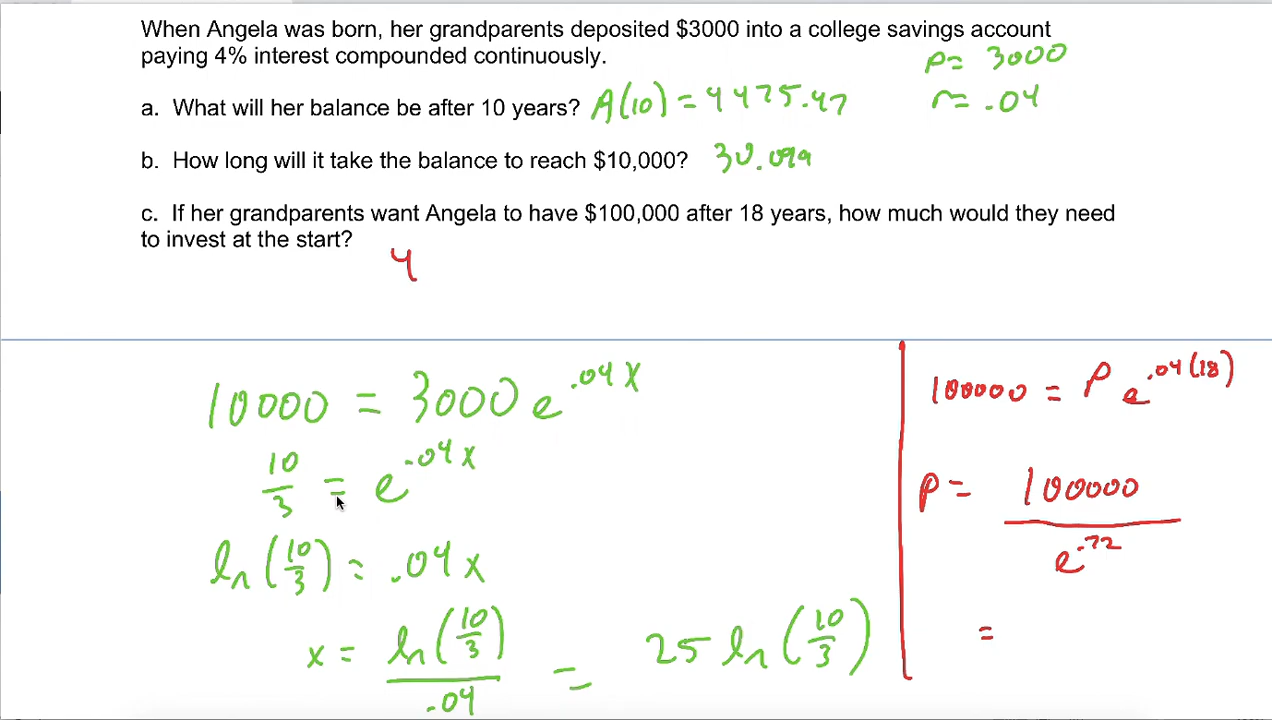 When Angela was born, her grandparents deposited $3000 into a college savings account
paying 4% interest compounded continuously.
P= 3000
r= .04
a. What will her balance be after 10 years? A(10) = 4475.47
b. How long will it take the balance to reach $10,000? 30.099
c. If her grandparents want Angela to have $100,000 after 18 years, how much would they need
to invest at the start?
4
10000 = 3000 e^.04x
10/3 = e^.04x
ln(10/3) = .04x
x = ln(10/3)/.04 = 25 ln(10/3)
100000 = P e^.04(18)
P = 100000/e^.72
=